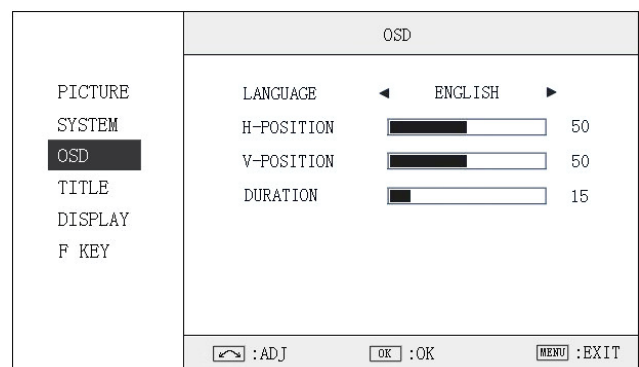 OSD
PICTURE
SYSTEM
OSD
TITLE
DISPLAY
F KEY
LANGUAGE ENGLISH
H-POSITION 50
V-POSITION 50
DURATION 15
:ADJ OK :OK MENU :EXIT